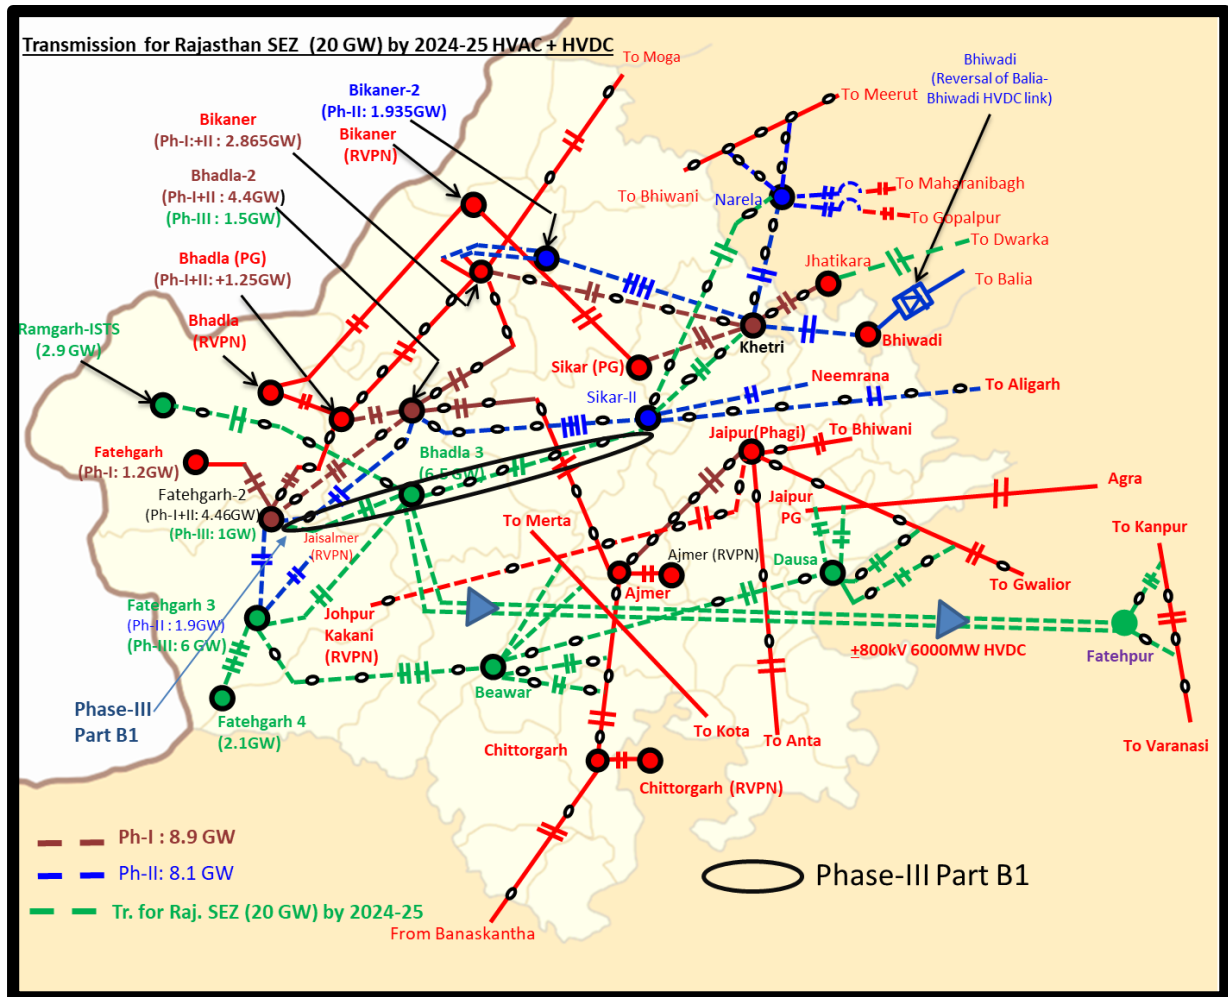 Transmission for Rajasthan SEZ (20 GW) by 2024-25 HVAC + HVDC
To Moga
Bhiwadi
(Reversal of Balia-
Bhiwadi HVDC link)
Bikaner-2
(Ph-II: 1.935GW)
To Meerut
Bikaner
(Ph-I:+II : 2.865GW)
Bikaner
(RVPN)
Bhadla-2
(Ph-I+II : 4.4GW)
(Ph-III : 1.5GW)
To Bhiwani
Narela
To Maharanibagh
To Gopalpur
To Dwarka
Jhatikara
To Balia
Bhadla (PG)
(Ph-I+II: +1.25GW)
Ramgarh-ISTS
(2.9 GW)
Bhadla
(RVPN)
Khetri
Bhiwadi
Sikar (PG)
Neemrana
To Aligarh
Sikar-II
Jaipur(Phagi)
To Bhiwani
Fatehgarh
(Ph-I: 1.2GW)
Bhadla 3
(6.5 GW)
Agra
Fatehgarh-2
(Ph-I+II: 4.46GW)
(Ph-III: 1GW)
Jaipur
PG
To Merta
To Kanpur
Jaisalmer
(RVPN)
Ajmer (RVPN)
Dausa
Ajmer
To Gwalior
Fatehgarh 3
(Ph-II : 1.9GW)
(Ph-III: 6 GW)
Johpur
Kakani
(RVPN)
+800kV 6000MW HVDC
Fatehpur
Beawar
Phase-III
Part B1
Fatehgarh 4
(2.1GW)
To Kota
To Anta
To Varanasi
Chittorgarh
Chittorgarh (RVPN)
Ph-I : 8.9 GW
Ph-II: 8.1 GW
Tr. for Raj. SEZ (20 GW) by 2024-25
Phase-III Part B1
From Banaskantha